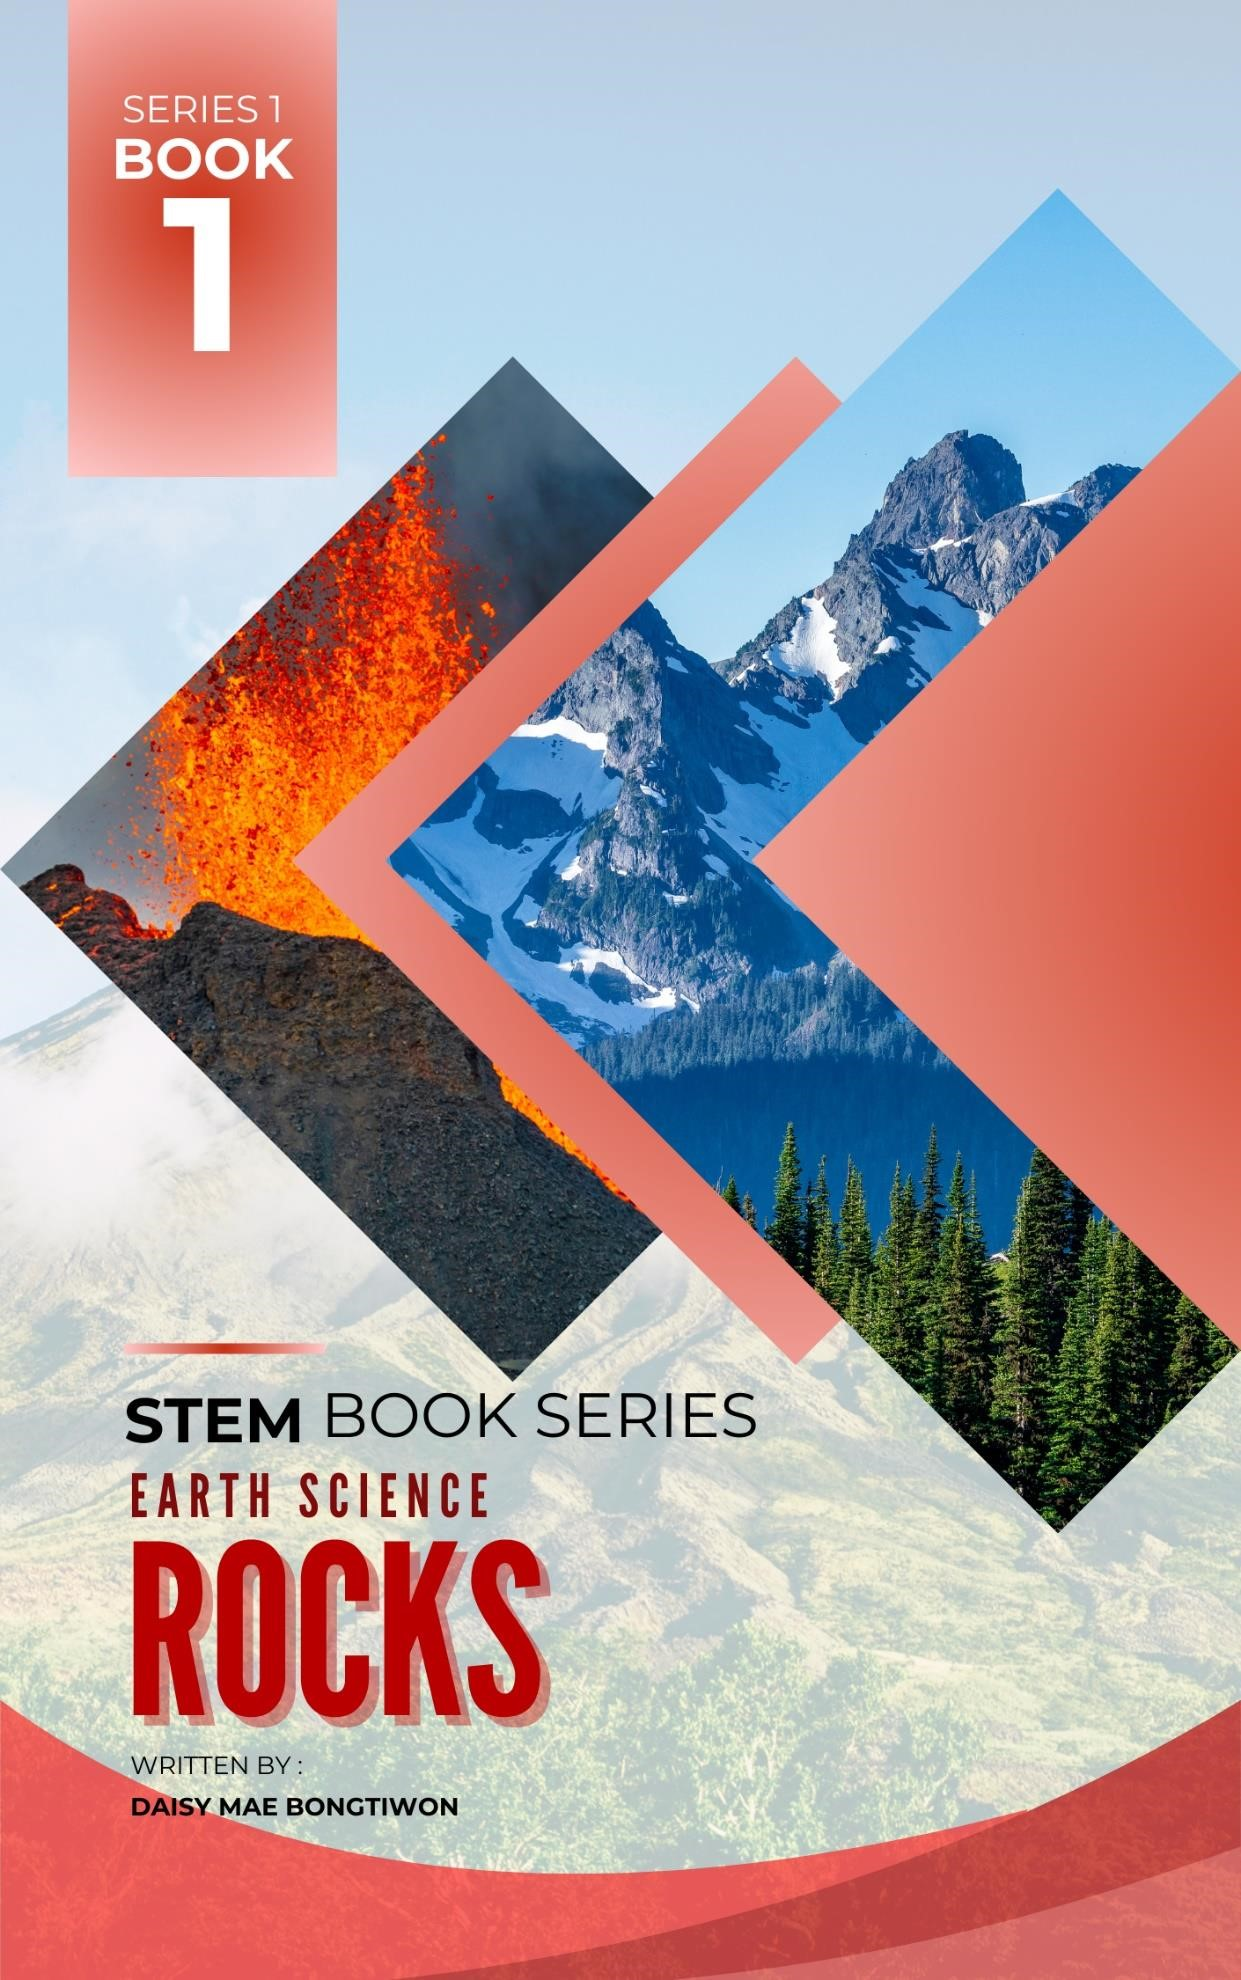 SERIES 1
BOOK
1
STEM BOOK SERIES
EARTH SCIENCE
ROCKS
WRITTEN BY :
DAISY MAE BONGTIWON